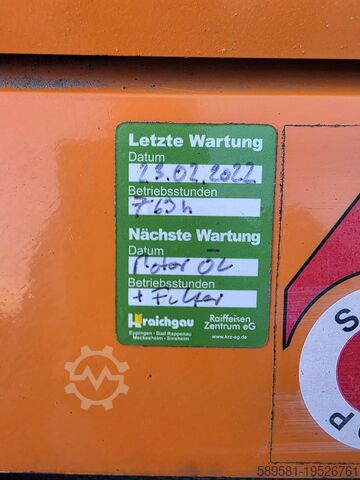 Letzte Wartung
Datum
23.02.2022
Betriebsstunden
763h
Nächste Wartung
Datum
Motor ÖL
Betriebsstunden
+ Filter
Kraichgau
Raiffeisen
Zentrum eG
Eppingen • Bad Rappenau
Meckesheim • Sinsheim
www.krz-eg.de
S
O
P
589581-19526761